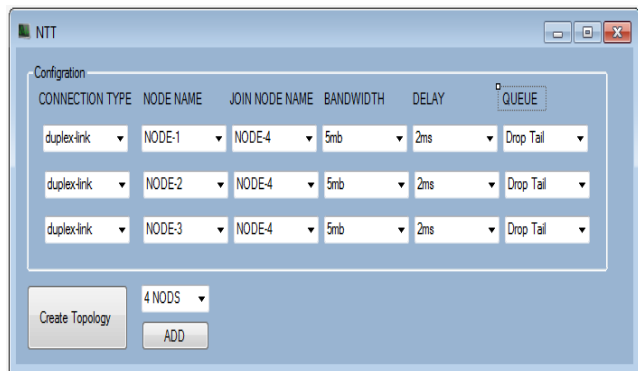 NTT
Configration
CONNECTION TYPE NODE NAME JOIN NODE NAME BANDWIDTH DELAY QUEUE
duplex-link NODE-1 NODE-4 5mb 2ms Drop Tail
duplex-link NODE-2 NODE-4 5mb 2ms Drop Tail
duplex-link NODE-3 NODE-4 5mb 2ms Drop Tail
4 NODS
Create Topology
ADD